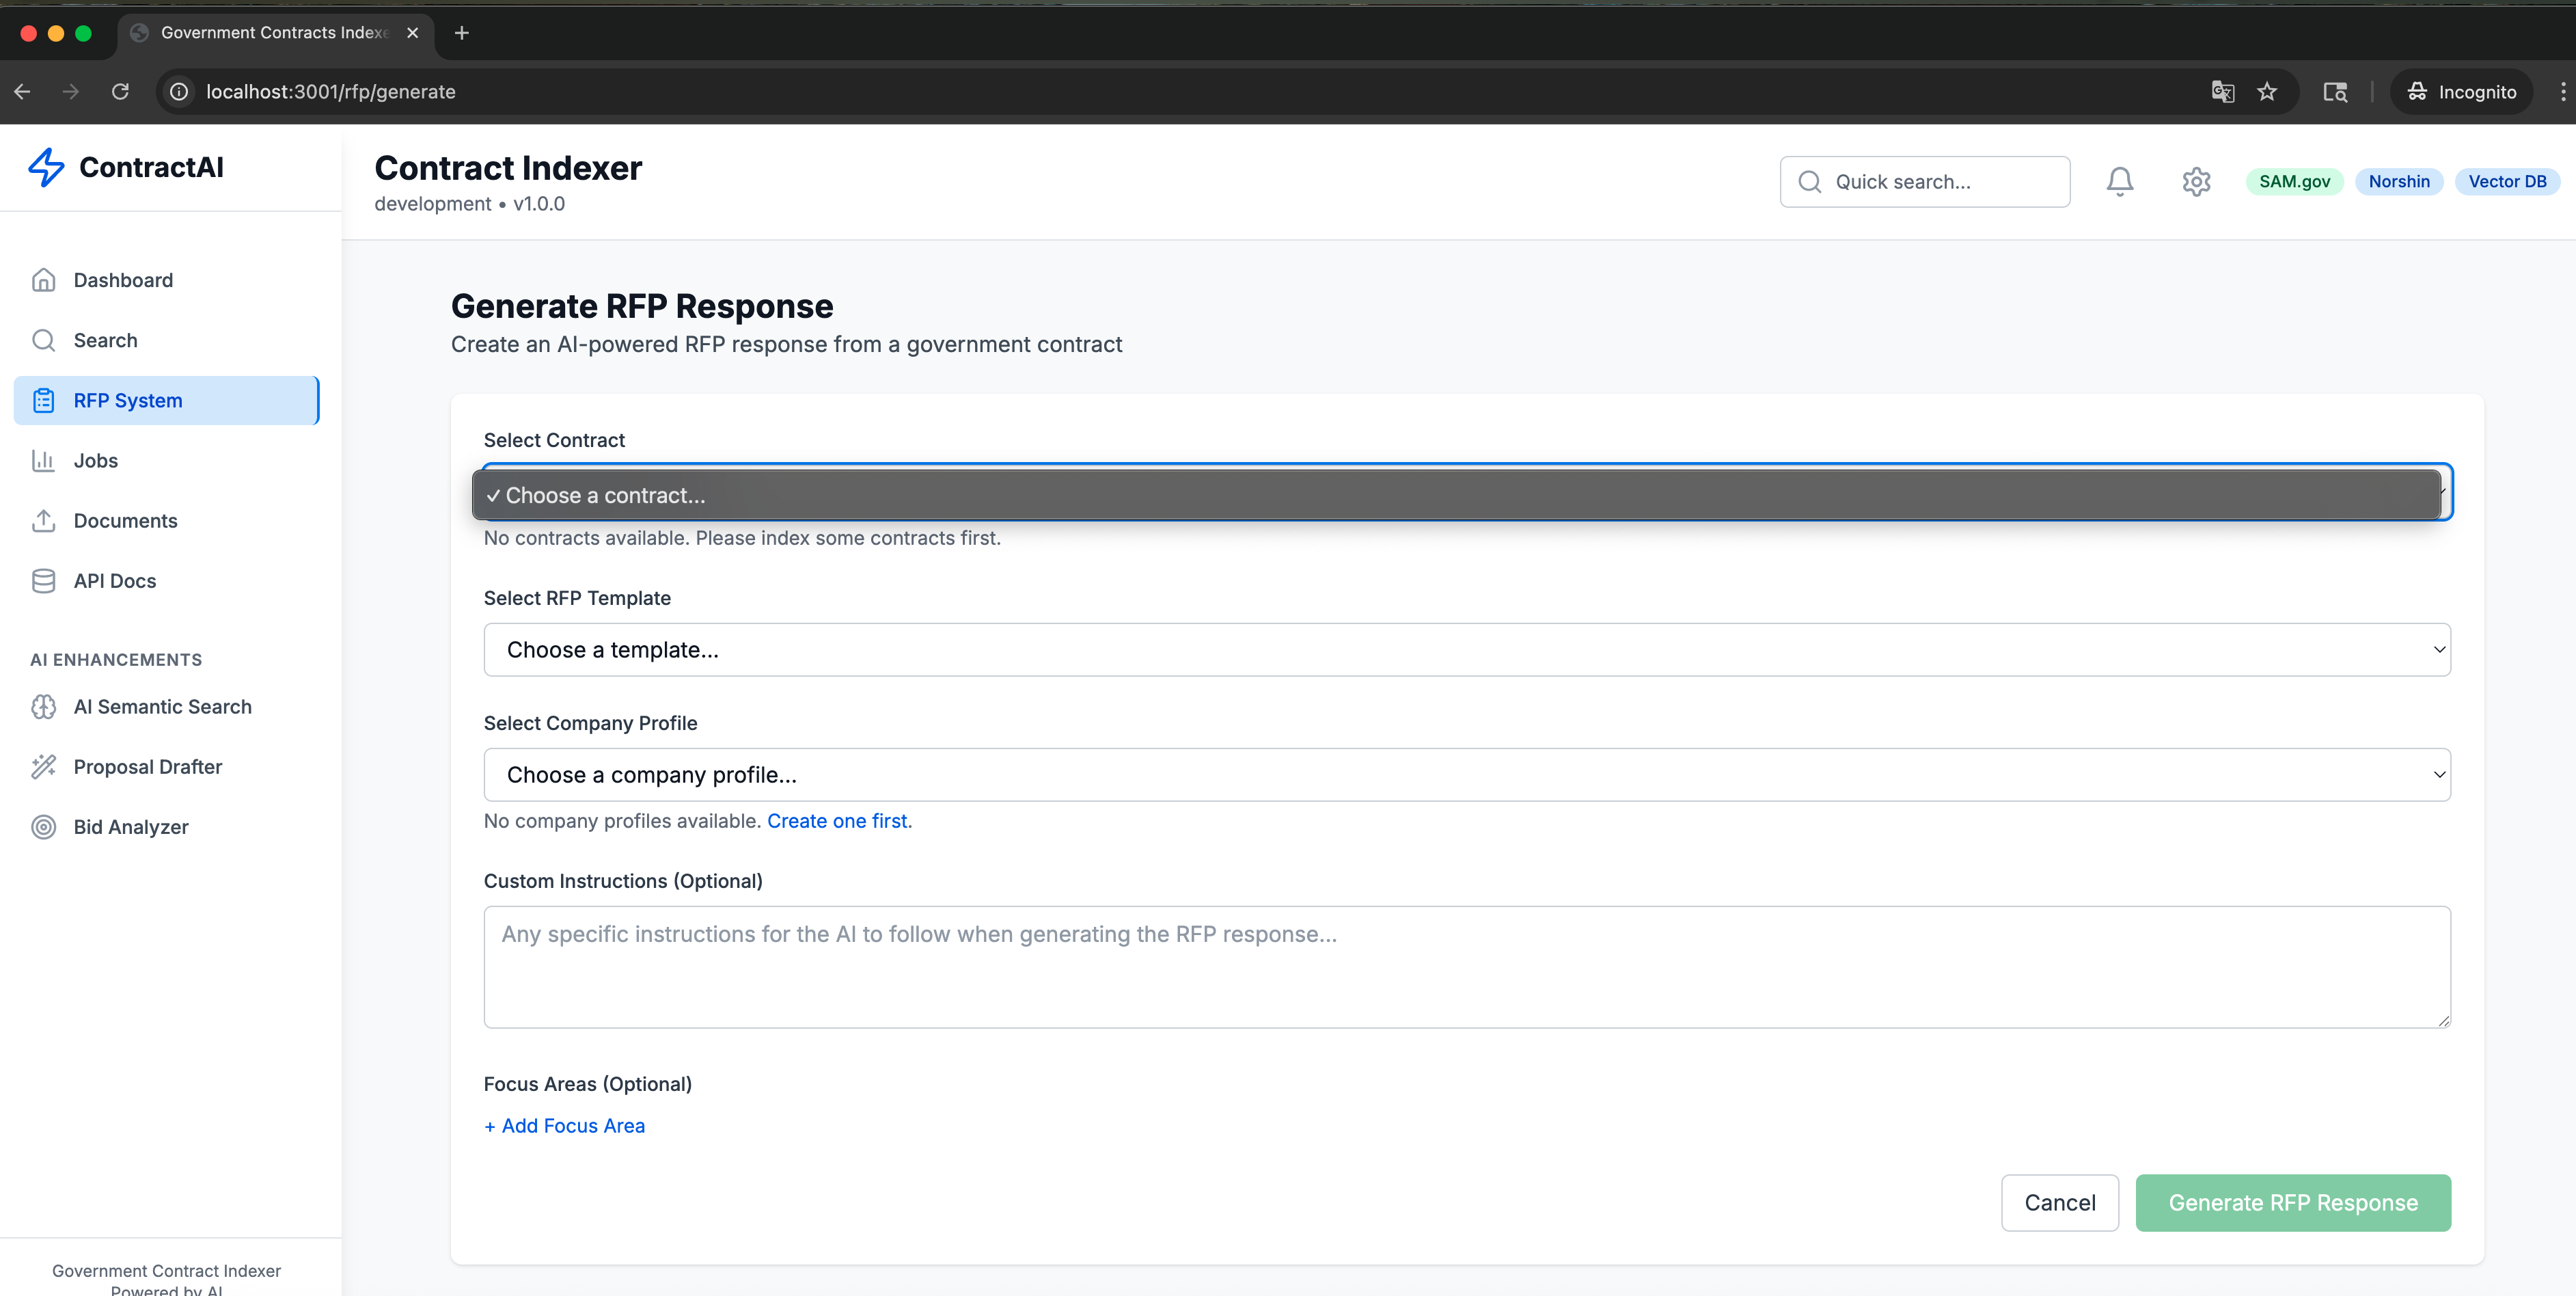 Government Contracts Indexe
localhost:3001/rfp/generate
Incognito
ContractAI
Contract Indexer
development • v1.0.0
Quick search...
SAM.gov
Norshin
Vector DB
Dashboard
Search
RFP System
Jobs
Documents
API Docs
AI ENHANCEMENTS
AI Semantic Search
Proposal Drafter
Bid Analyzer
Government Contract Indexer
Powered by AI
Generate RFP Response
Create an AI-powered RFP response from a government contract
Select Contract
✓ Choose a contract...
No contracts available. Please index some contracts first.
Select RFP Template
Choose a template...
Select Company Profile
Choose a company profile...
No company profiles available. Create one first.
Custom Instructions (Optional)
Any specific instructions for the AI to follow when generating the RFP response...
Focus Areas (Optional)
+ Add Focus Area
Cancel
Generate RFP Response